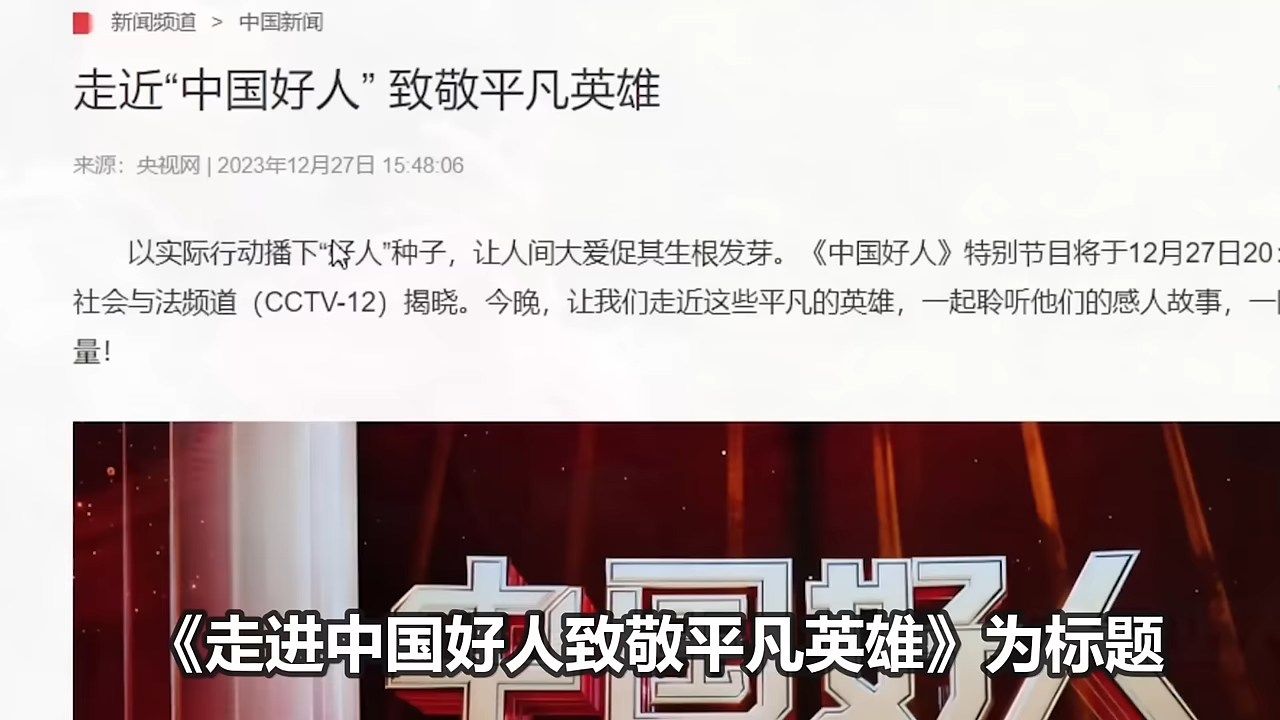 新闻频道 > 中国新闻
走近“中国好人” 致敬平凡英雄
来源：央视网 | 2023年12月27日 15:48:06
以实际行动播下“好人”种子，让人间大爱促其生根发芽。《中国好人》特别节目将于12月27日20:
社会与法频道（CCTV-12）揭晓。今晚，让我们走近这些平凡的英雄，一起聆听他们的感人故事，一
量！
中国好人
《走进中国好人致敬平凡英雄》为标题